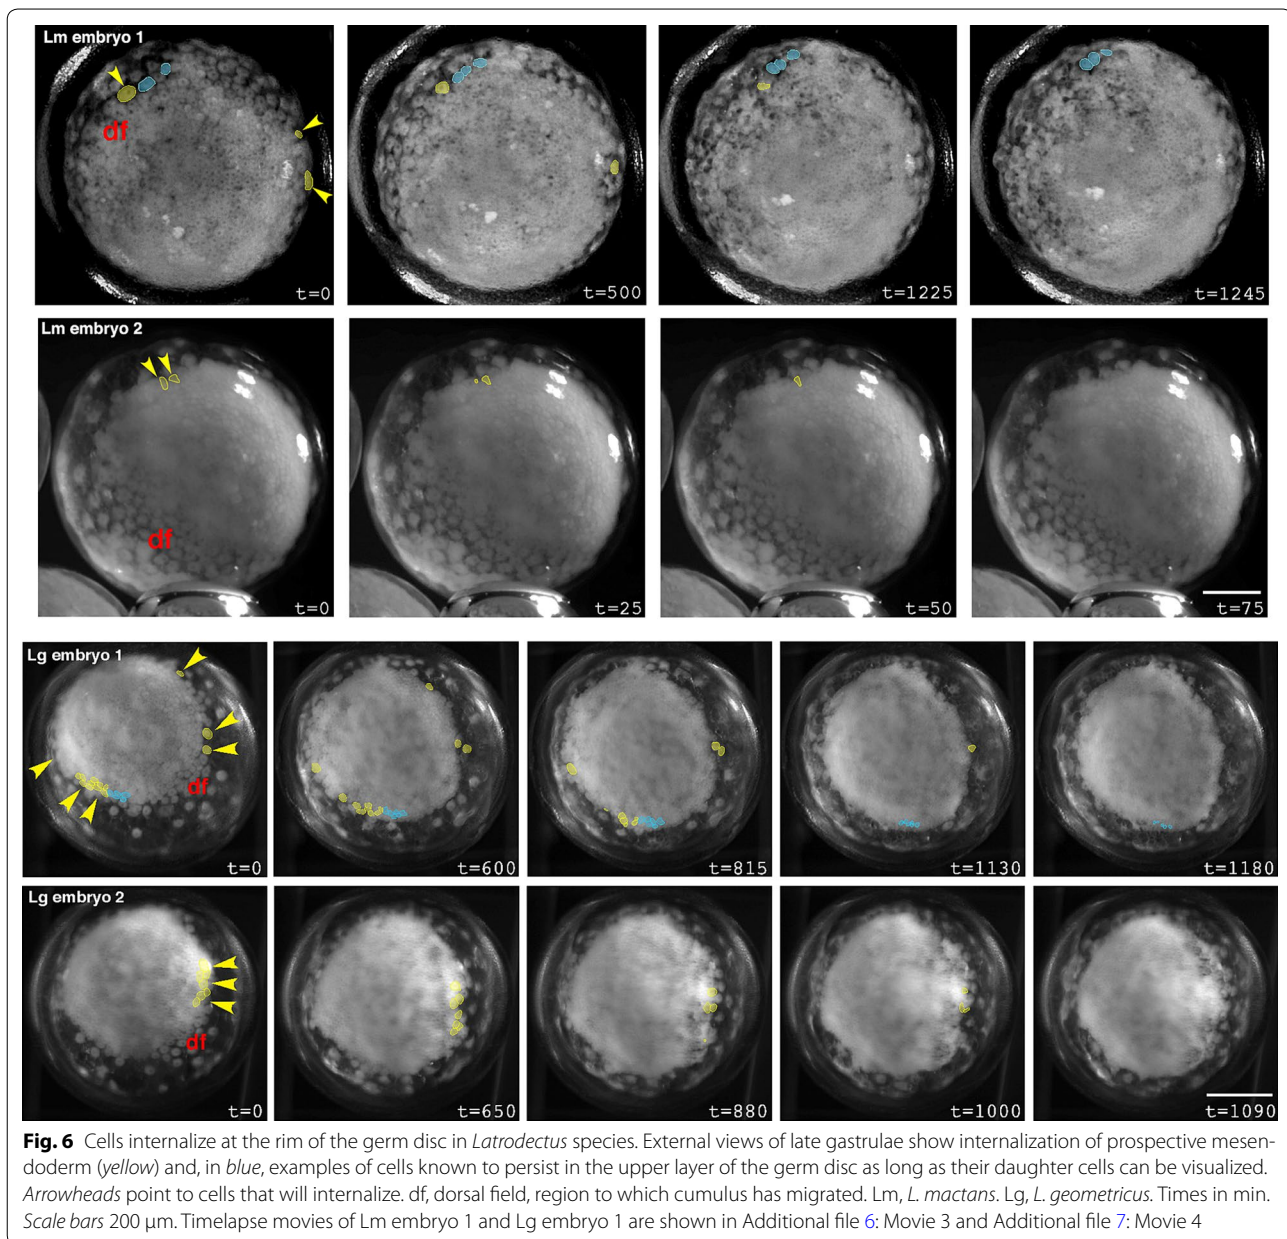 Lm embryo 1
df
t=0
t=500
t=1225
t=1245
Lm embryo 2
df
t=0
t=25
t=50
t=75
Lg embryo 1
df
t=0
t=600
t=815
t=1130
t=1180
Lg embryo 2
df
t=0
t=650
t=880
t=1000
t=1090
Fig. 6 Cells internalize at the rim of the germ disc in Latrodectus species. External views of late gastrulae show internalization of prospective mesen-
doderm (yellow) and, in blue, examples of cells known to persist in the upper layer of the germ disc as long as their daughter cells can be visualized.
Arrowheads point to cells that will internalize. df, dorsal field, region to which cumulus has migrated. Lm, L. mactans. Lg, L. geometricus. Times in min.
Scale bars 200 µm. Timelapse movies of Lm embryo 1 and Lg embryo 1 are shown in Additional file 6: Movie 3 and Additional file 7: Movie 4